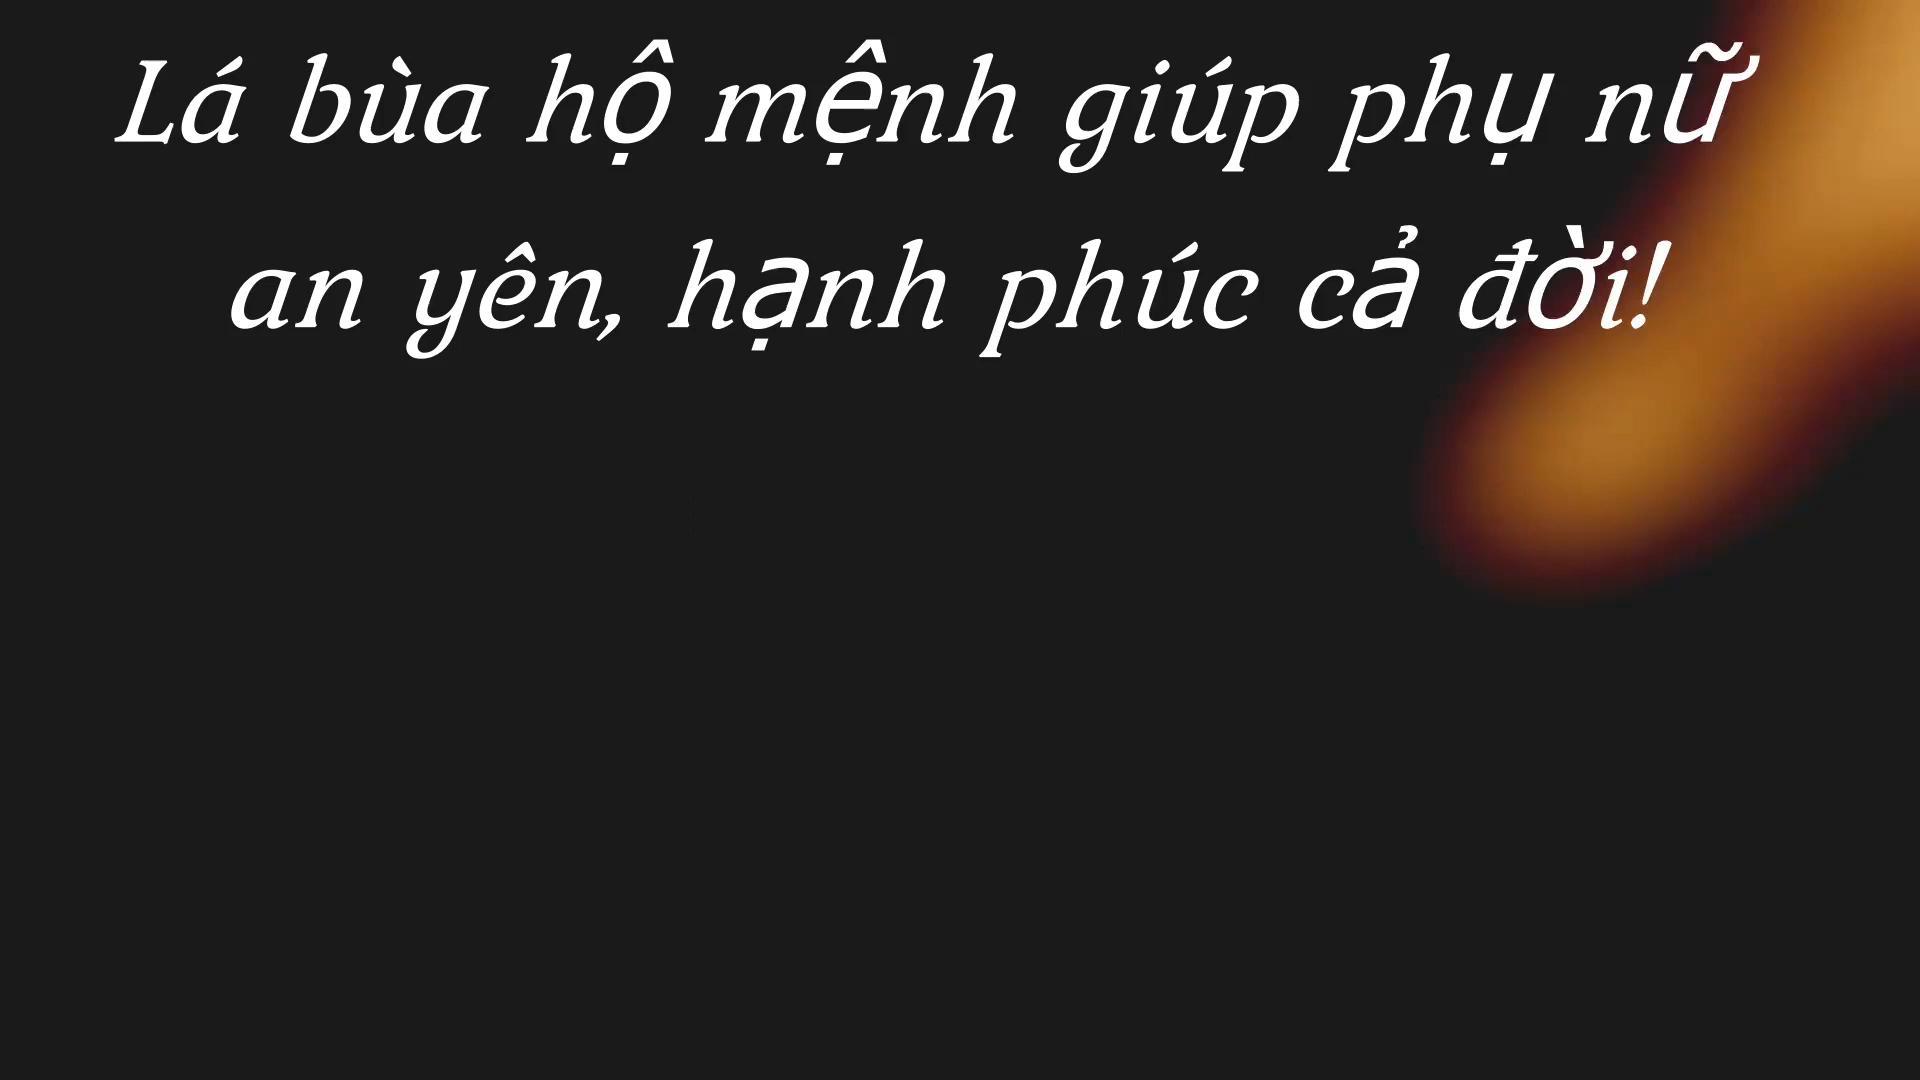 Lá bùa hộ mệnh giúp phụ nữ
an yên, hạnh phúc cả đời!